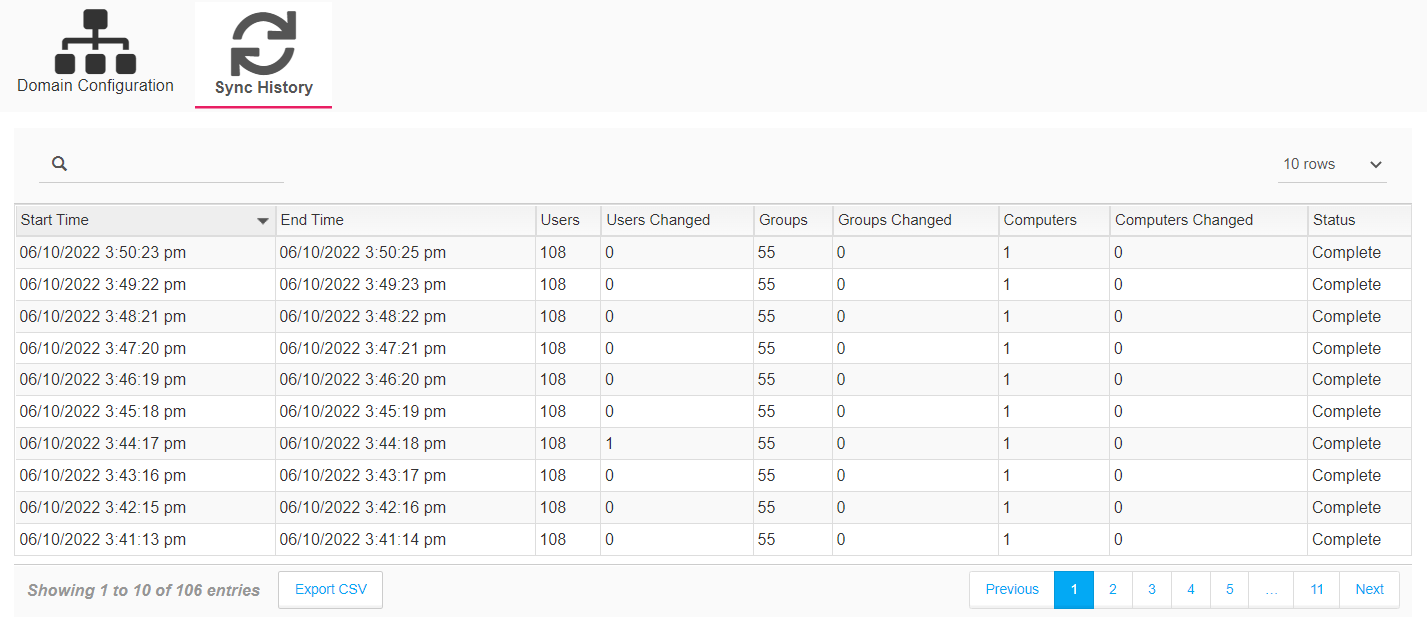 Domain Configuration
Sync History
10 rows
Start Time End Time Users Users Changed Groups Groups Changed Computers Computers Changed Status
06/10/2022 3:50:23 pm 06/10/2022 3:50:25 pm 108 0 55 0 1 0 Complete
06/10/2022 3:49:22 pm 06/10/2022 3:49:23 pm 108 0 55 0 1 0 Complete
06/10/2022 3:48:21 pm 06/10/2022 3:48:22 pm 108 0 55 0 1 0 Complete
06/10/2022 3:47:20 pm 06/10/2022 3:47:21 pm 108 0 55 0 1 0 Complete
06/10/2022 3:46:19 pm 06/10/2022 3:46:20 pm 108 0 55 0 1 0 Complete
06/10/2022 3:45:18 pm 06/10/2022 3:45:19 pm 108 0 55 0 1 0 Complete
06/10/2022 3:44:17 pm 06/10/2022 3:44:18 pm 108 1 55 0 1 0 Complete
06/10/2022 3:43:16 pm 06/10/2022 3:43:17 pm 108 0 55 0 1 0 Complete
06/10/2022 3:42:15 pm 06/10/2022 3:42:16 pm 108 0 55 0 1 0 Complete
06/10/2022 3:41:13 pm 06/10/2022 3:41:14 pm 108 0 55 0 1 0 Complete
Showing 1 to 10 of 106 entries Export CSV Previous 1 2 3 4 5 ... 11 Next